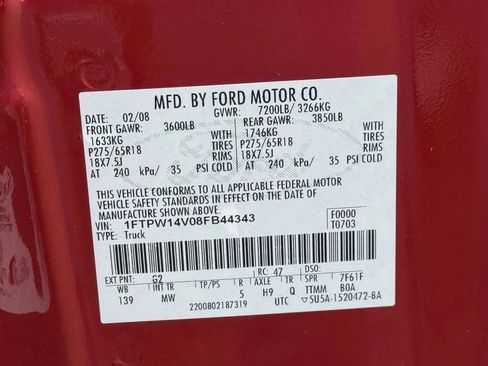 MFD. BY FORD MOTOR CO.
DATE: 02/08 GVWR: 7200LB/ 3266KG
FRONT GAWR: 3600LB REAR GAWR: 3850LB
1633KG 1746KG
P275/65R18 TIRES P275/65R18 TIRES
18X7.5J RIMS 18X7.5J RIMS
AT 240 kPa/ 35 PSI COLD AT 240 kPa/ 35 PSI COLD
THIS VEHICLE CONFORMS TO ALL APPLICABLE FEDERAL MOTOR
VEHICLE SAFETY STANDARDS IN EFFECT ON THE DATE OF
MANUFACTURE SHOWN ABOVE.
VIN: 1FTPW14V08FB44343 F0000
TYPE: Truck T0703
EXT PNT: G2 RC: 47 DSO:
WB INT TR TP/PS R AXLE TR SPR 7F61F
139 MW 5 H9 Q TTMM BOA
2200802187319 UTC 5U5A-1520472-BA